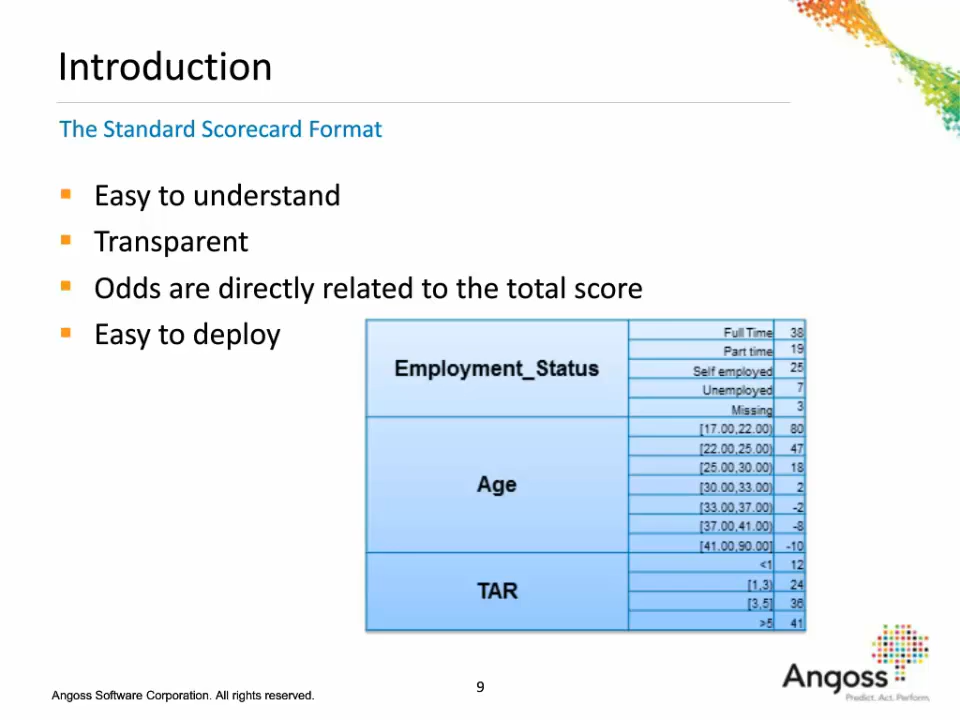 Introduction
The Standard Scorecard Format
Easy to understand
Transparent
Odds are directly related to the total score
Easy to deploy
Employment_Status
Full Time 38
Part time 19
Self employed 25
Unemployed 7
Missing 3
Age
[17.00,22.00) 80
[22.00,25.00) 47
[25.00,30.00) 18
[30.00,33.00) 2
[33.00,37.00) -2
[37.00,41.00) -8
[41.00,90.00] -10
TAR
<1 12
[1,3) 24
[3,5] 36
>5 41
Angoss
Predict. Act. Perform.
Angoss Software Corporation. All rights reserved.
9